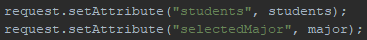 request.setAttribute("students", students);
request.setAttribute("selectedMajor", major);